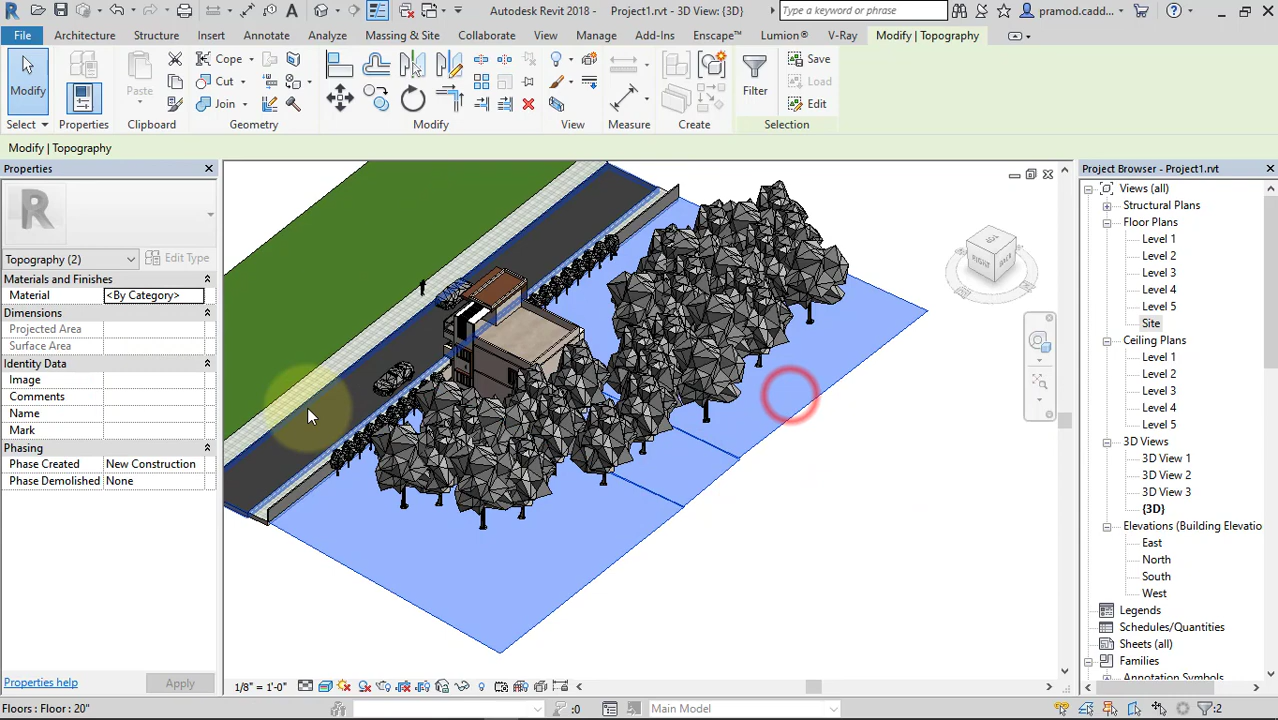 Autodesk Revit 2018 - Project1.rvt - 3D View: {3D}
Type a keyword or phrase
pramod.cadd...
File Architecture Structure Insert Annotate Analyze Massing & Site Collaborate View Manage Add-Ins Enscape™ Lumion® V-Ray Modify | Topography
Modify
Select
Properties
Paste
Clipboard
Cope
Cut
Join
Geometry
Modify
View
Measure
Create
Filter
Save
Load
Edit
Selection
Modify | Topography
Properties
Topography (2)
Edit Type
Materials and Finishes
Material <By Category>
Dimensions
Projected Area
Surface Area
Identity Data
Image
Comments
Name
Mark
Phasing
Phase Created New Construction
Phase Demolished None
Properties help
Apply
RIGHT
BACK
1/8" = 1'-0"
Project Browser - Project1.rvt
Views (all)
Structural Plans
Floor Plans
Level 1
Level 2
Level 3
Level 4
Level 5
Site
Ceiling Plans
Level 1
Level 2
Level 3
Level 4
Level 5
3D Views
3D View 1
3D View 2
3D View 3
{3D}
Elevations (Building Elevatio
East
North
South
West
Legends
Schedules/Quantities
Sheets (all)
Families
Annotation Symbols
Floors : Floor : 20"
:0
Main Model
:2